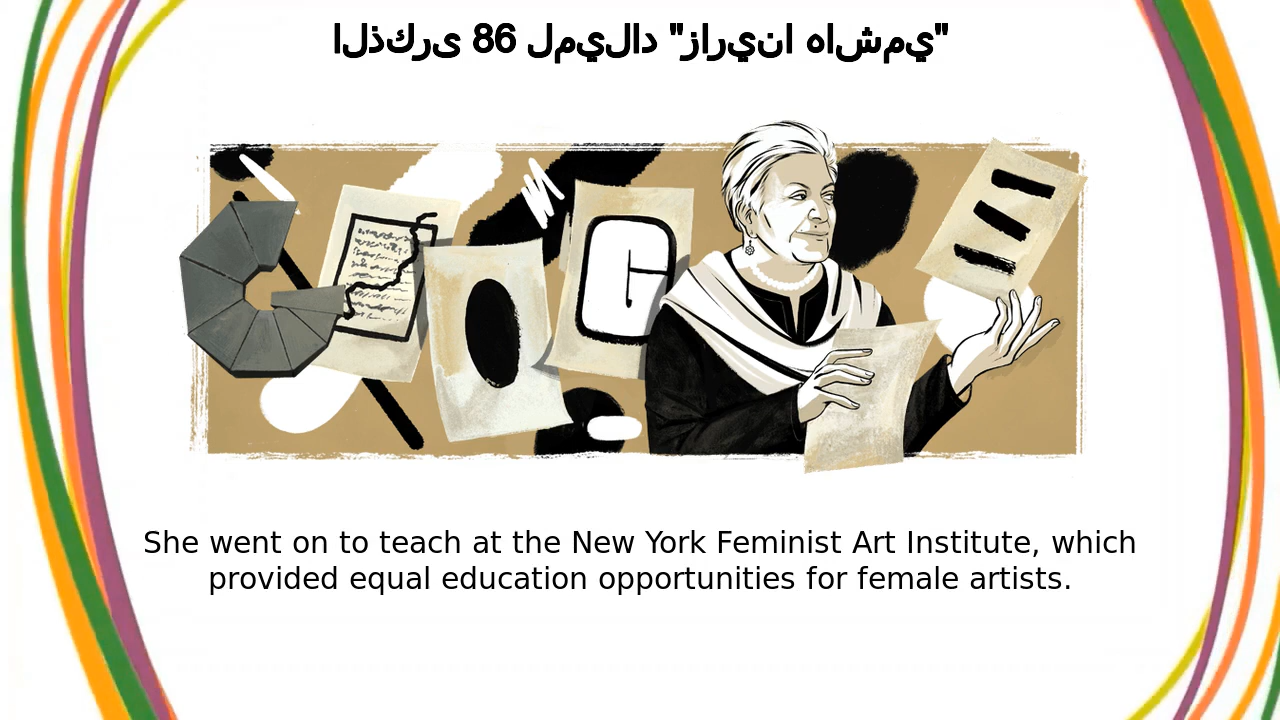 الذكرى 86 لميلاد "زارينا هاشمي"
She went on to teach at the New York Feminist Art Institute, which
provided equal education opportunities for female artists.